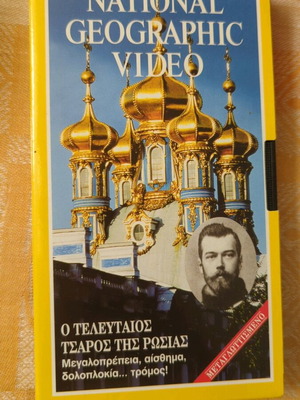 NATIONAL
GEOGRAPHIC
VIDEO
Ο ΤΕΛΕΥΤΑΙΟΣ
ΤΣΑΡΟΣ ΤΗΣ ΡΩΣΙΑΣ
Μεγαλοπρέπεια, αίσθημα,
δολοπλοκία... τρόμος!
ΜΕΤΑΓΛΩΤΤΙΣΜΕΝΟ